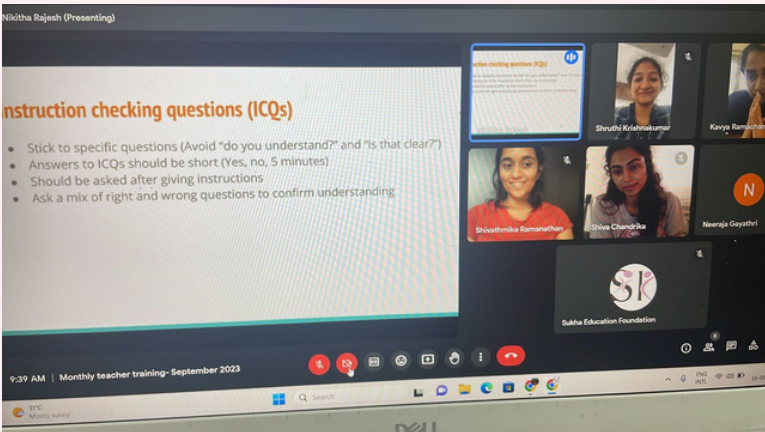 Nikitha Rajesh (Presenting)
nstruction checking questions (ICQs)
Stick to specific questions (Avoid "do you understand?" and "Is that clear?")
Answers to ICQs should be short (Yes, no, 5 minutes)
Should be asked after giving instructions
Ask a mix of right and wrong questions to confirm understanding
Shruthi Krishnakumar
Kavya Ramachan
Shivathmika Ramanathan
Shiva Chandrika
N
Neeraja Gayathri
SK
Sukha Education Foundation
9:39 AM | Monthly teacher training- September 2023
31°C
Mostly sunny
Search
ENG
INTL
DELL